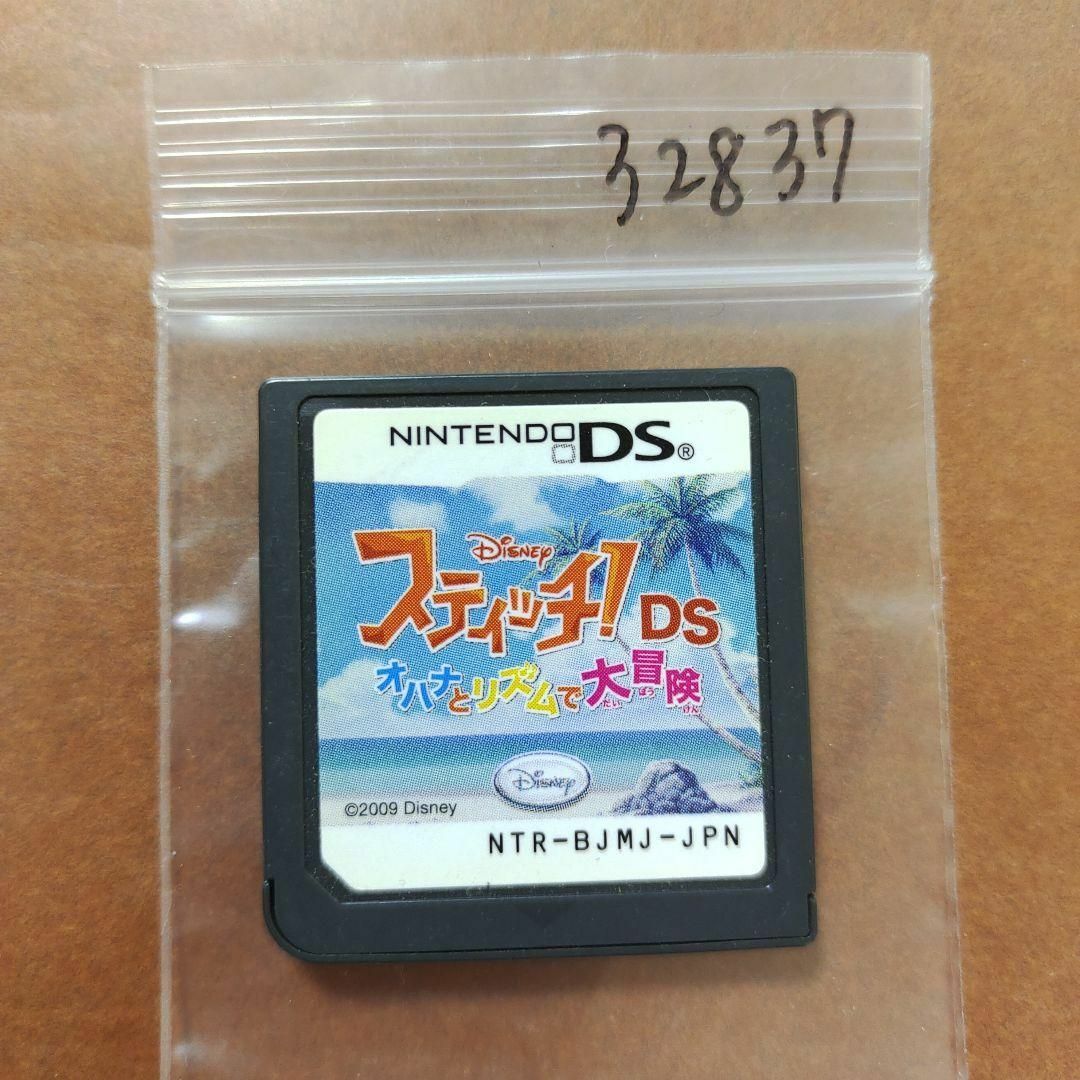 32837
NINTENDO DS®
Disney
スティッチ! DS
オハナとリズムで大冒険
だい ぼう けん
Disney
©2009 Disney
NTR-BJMJ-JPN